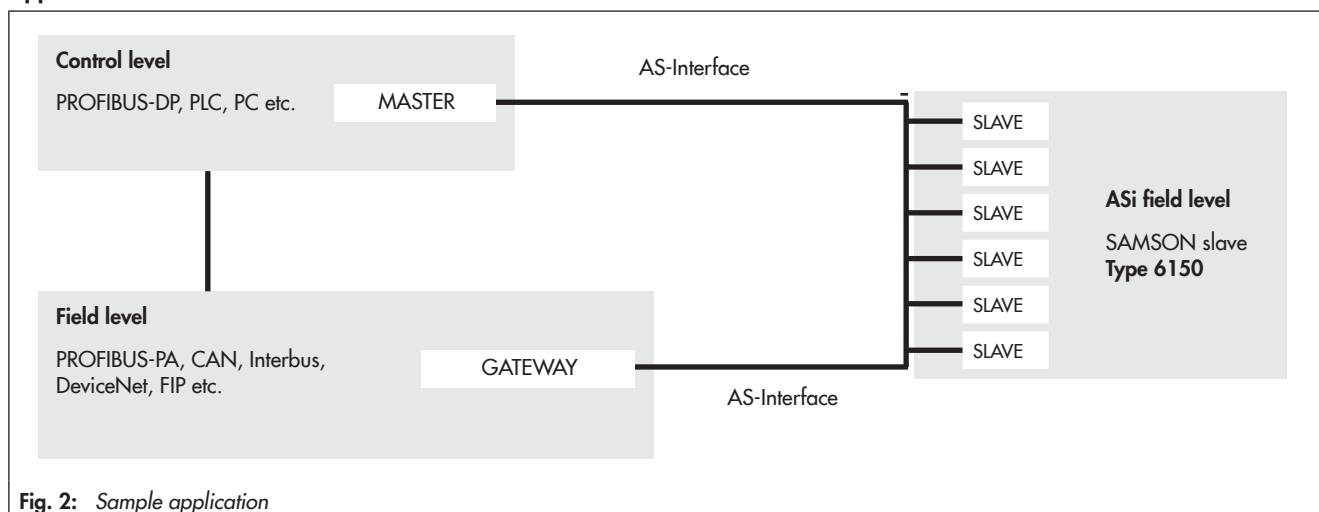 Control level
PROFIBUS-DP, PLC, PC etc.
MASTER
AS-Interface
SLAVE
SLAVE
SLAVE
SLAVE
SLAVE
SLAVE
ASi field level
SAMSON slave
Type 6150
Field level
PROFIBUS-PA, CAN, Interbus,
DeviceNet, FIP etc.
GATEWAY
AS-Interface
Fig. 2: Sample application